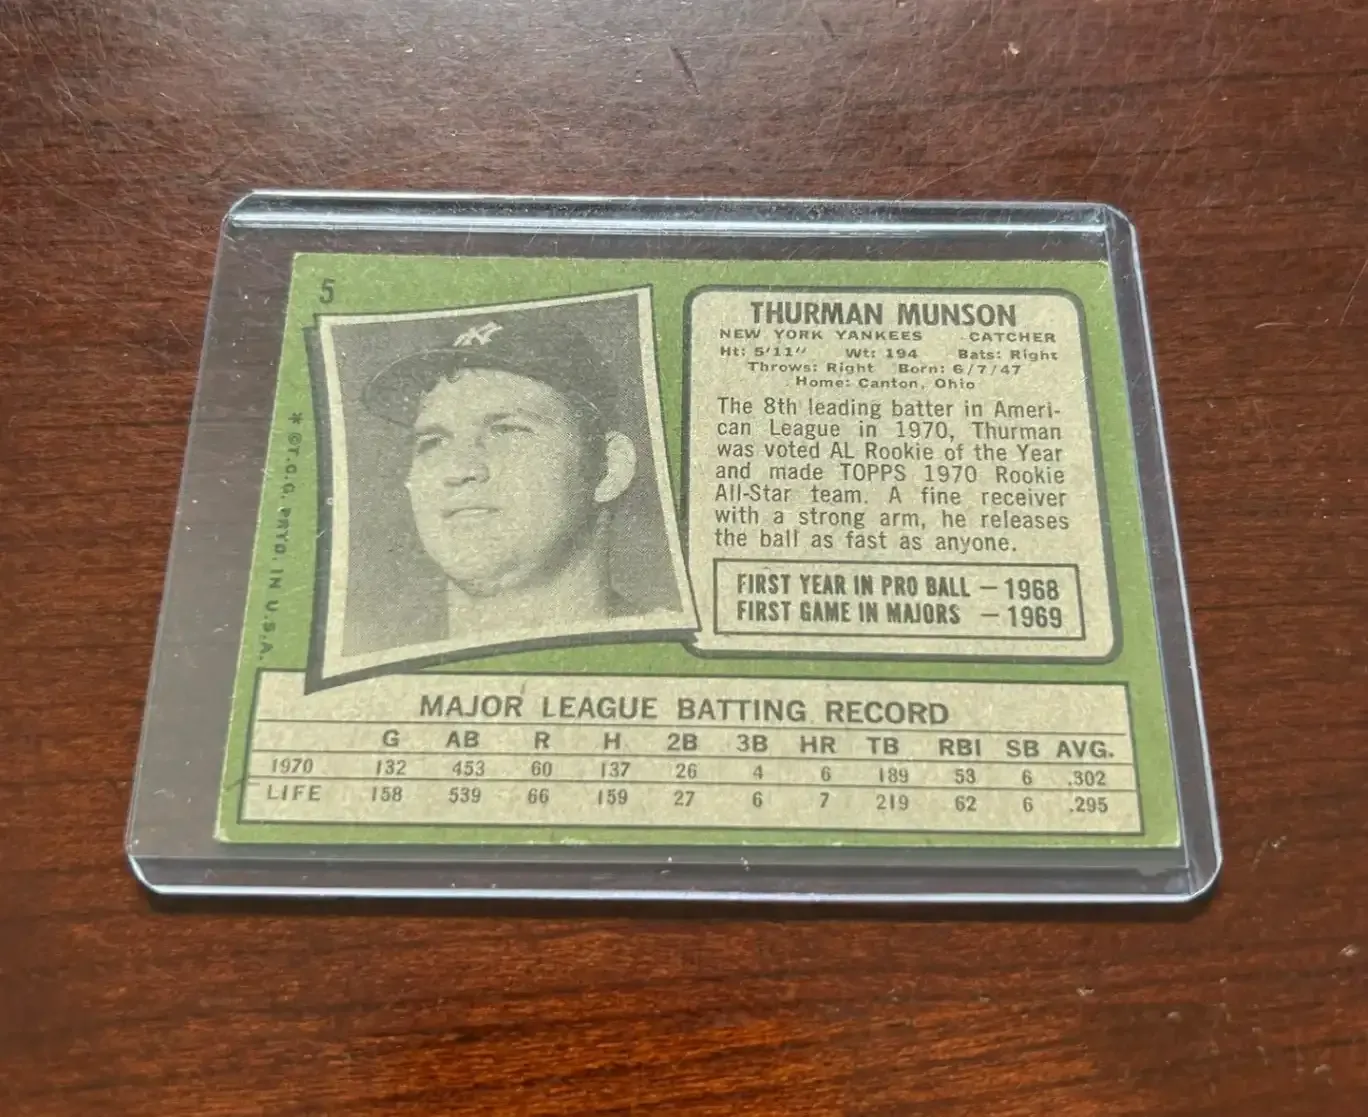 5
THURMAN MUNSON
NEW YORK YANKEES CATCHER
Ht: 5'11" Wt: 194 Bats: Right
Throws: Right Born: 6/7/47
Home: Canton, Ohio
The 8th leading batter in Ameri-
can League in 1970, Thurman
was voted AL Rookie of the Year
and made TOPPS 1970 Rookie
All-Star team. A fine receiver
with a strong arm, he releases
the ball as fast as anyone.
FIRST YEAR IN PRO BALL — 1968
FIRST GAME IN MAJORS — 1969
* ©T.C.G. PRTD. IN U.S.A.
MAJOR LEAGUE BATTING RECORD
G AB R H 2B 3B HR TB RBI SB AVG.
1970 132 453 60 137 26 4 6 189 53 6 .302
LIFE 158 539 66 159 27 6 7 219 62 6 .295
NY